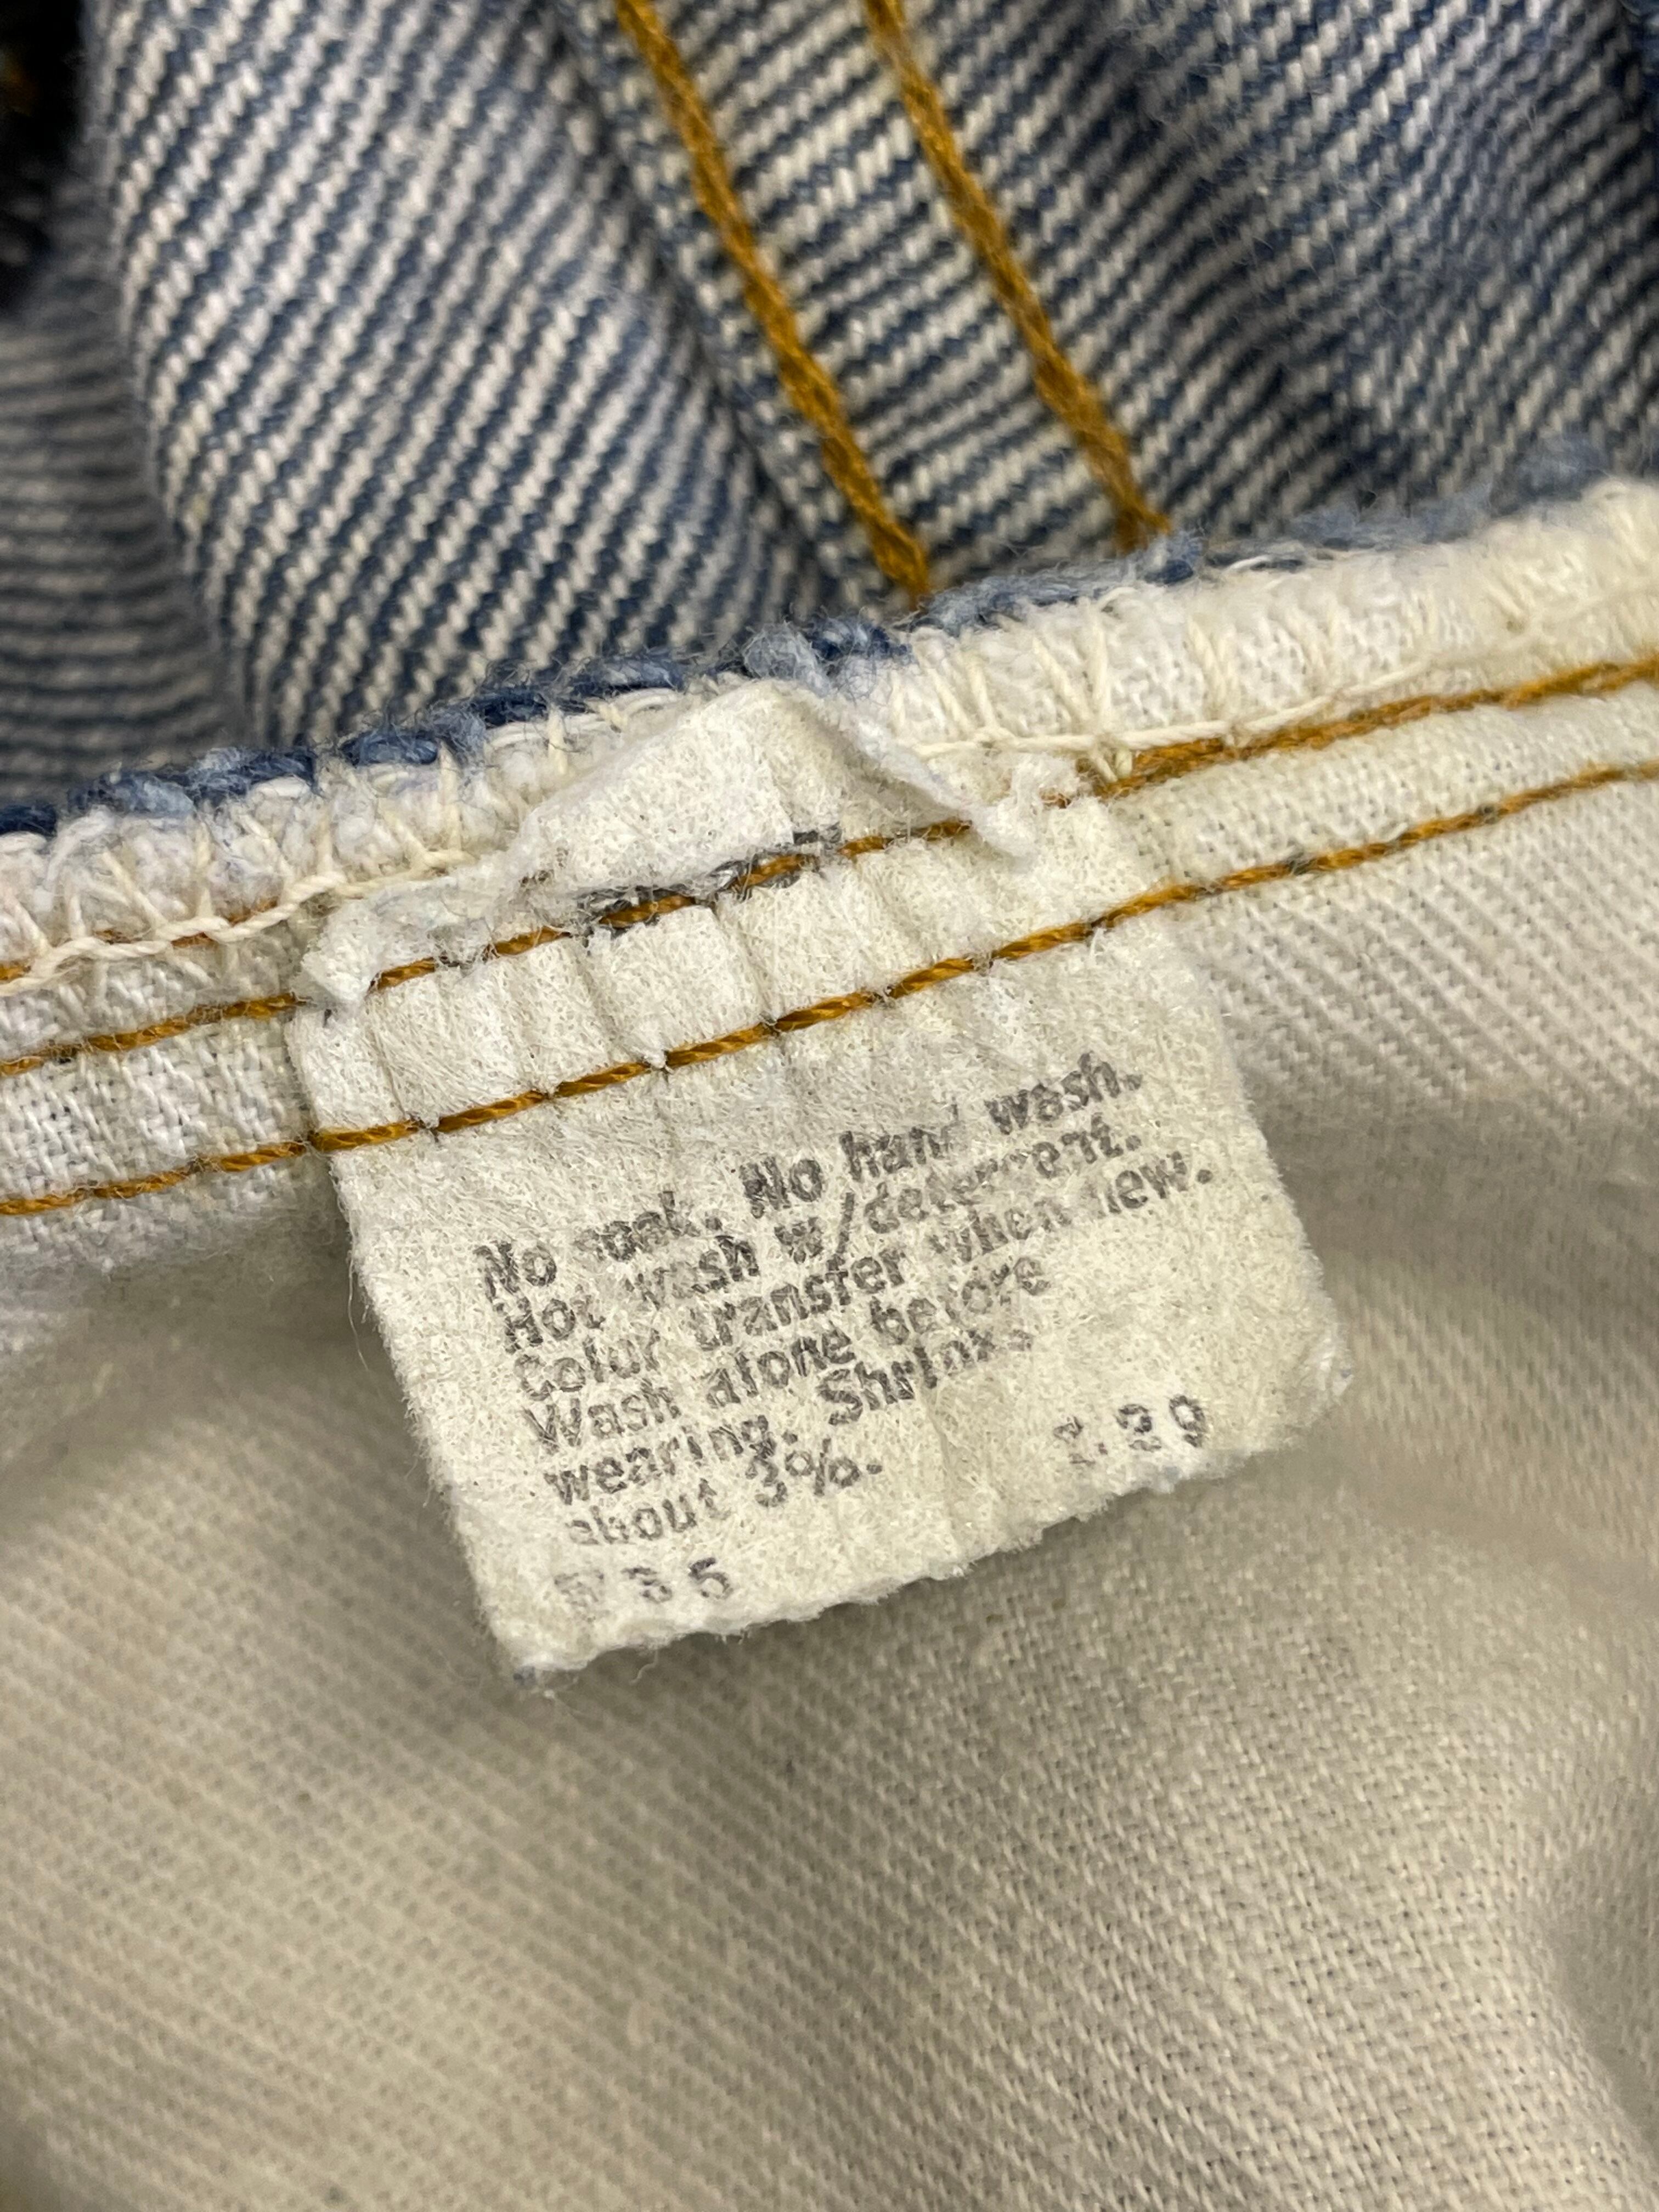 No soak. No hand wash.
Hot wash w/detergent.
Color transfer when new.
Wash alone before
wearing. Shrinks
about 3%.